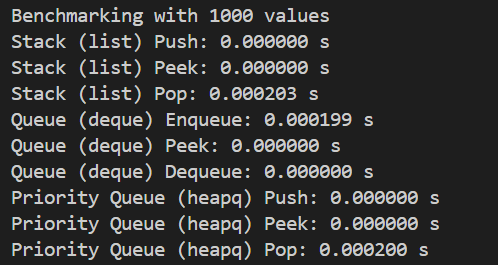 Benchmarking with 1000 values
Stack (list) Push: 0.000000 s
Stack (list) Peek: 0.000000 s
Stack (list) Pop: 0.000203 s
Queue (deque) Enqueue: 0.000199 s
Queue (deque) Peek: 0.000000 s
Queue (deque) Dequeue: 0.000000 s
Priority Queue (heapq) Push: 0.000000 s
Priority Queue (heapq) Peek: 0.000000 s
Priority Queue (heapq) Pop: 0.000200 s